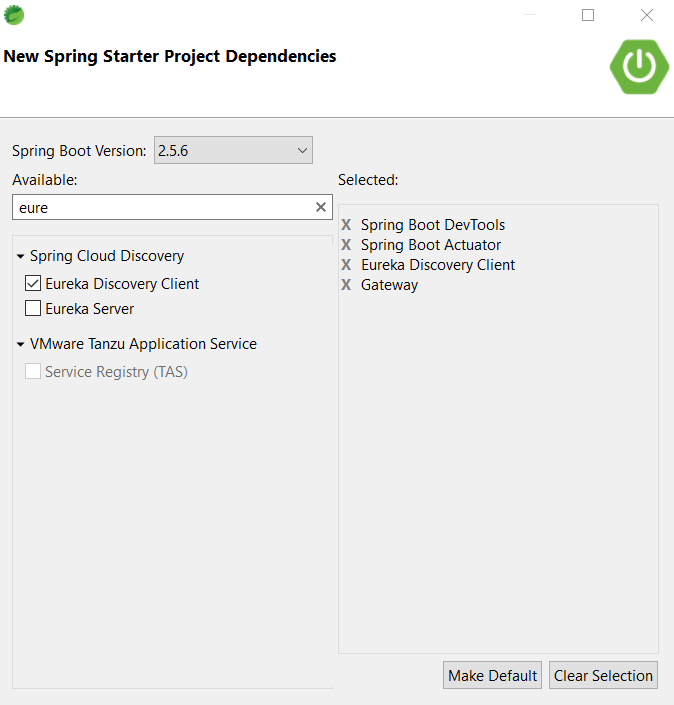 New Spring Starter Project Dependencies
Spring Boot Version: 2.5.6
Available:
eure
Spring Cloud Discovery
Eureka Discovery Client
Eureka Server
VMware Tanzu Application Service
Service Registry (TAS)
Selected:
X Spring Boot DevTools
X Spring Boot Actuator
X Eureka Discovery Client
X Gateway
Make Default Clear Selection